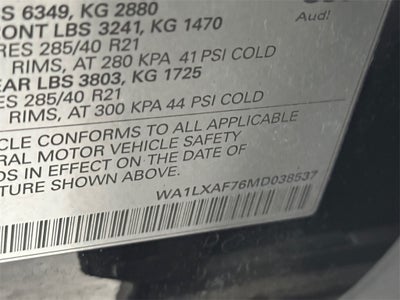 S 6349, KG 2880
Audi
ONT LBS 3241, KG 1470
RES 285/40 R21
RIMS, AT 280 KPA 41 PSI COLD
EAR LBS 3803, KG 1725
ES 285/40 R21
RIMS, AT 300 KPA 44 PSI COLD
CLE CONFORMS TO ALL APPLICABLE
RAL MOTOR VEHICLE SAFETY
DS IN EFFECT ON THE DATE OF
TURE SHOWN ABOVE.
WA1LXAF76MD038537